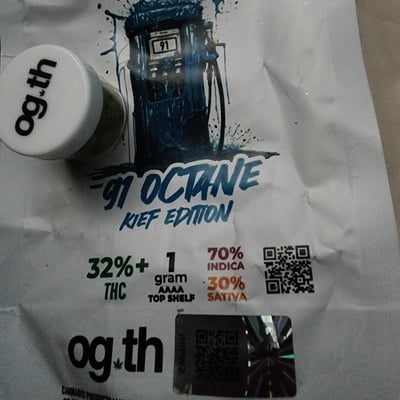 91
og.th
91 OCTANE
KIEF EDITION
32%+
THC
1
gram
AAAA
TOP SHELF
70%
INDICA
30%
SATIVA
og.th